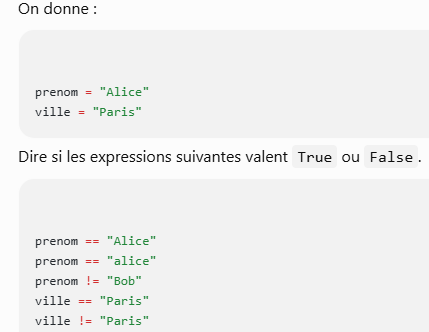 On donne :
prenom = "Alice"
ville = "Paris"
Dire si les expressions suivantes valent True ou False.
prenom == "Alice"
prenom == "alice"
prenom != "Bob"
ville == "Paris"
ville != "Paris"